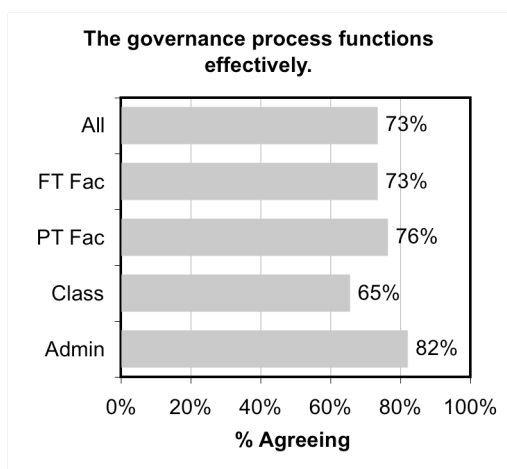 The governance process functions
effectively.
All 73%
FT Fac 73%
PT Fac 76%
Class 65%
Admin 82%
0% 20% 40% 60% 80% 100%
% Agreeing